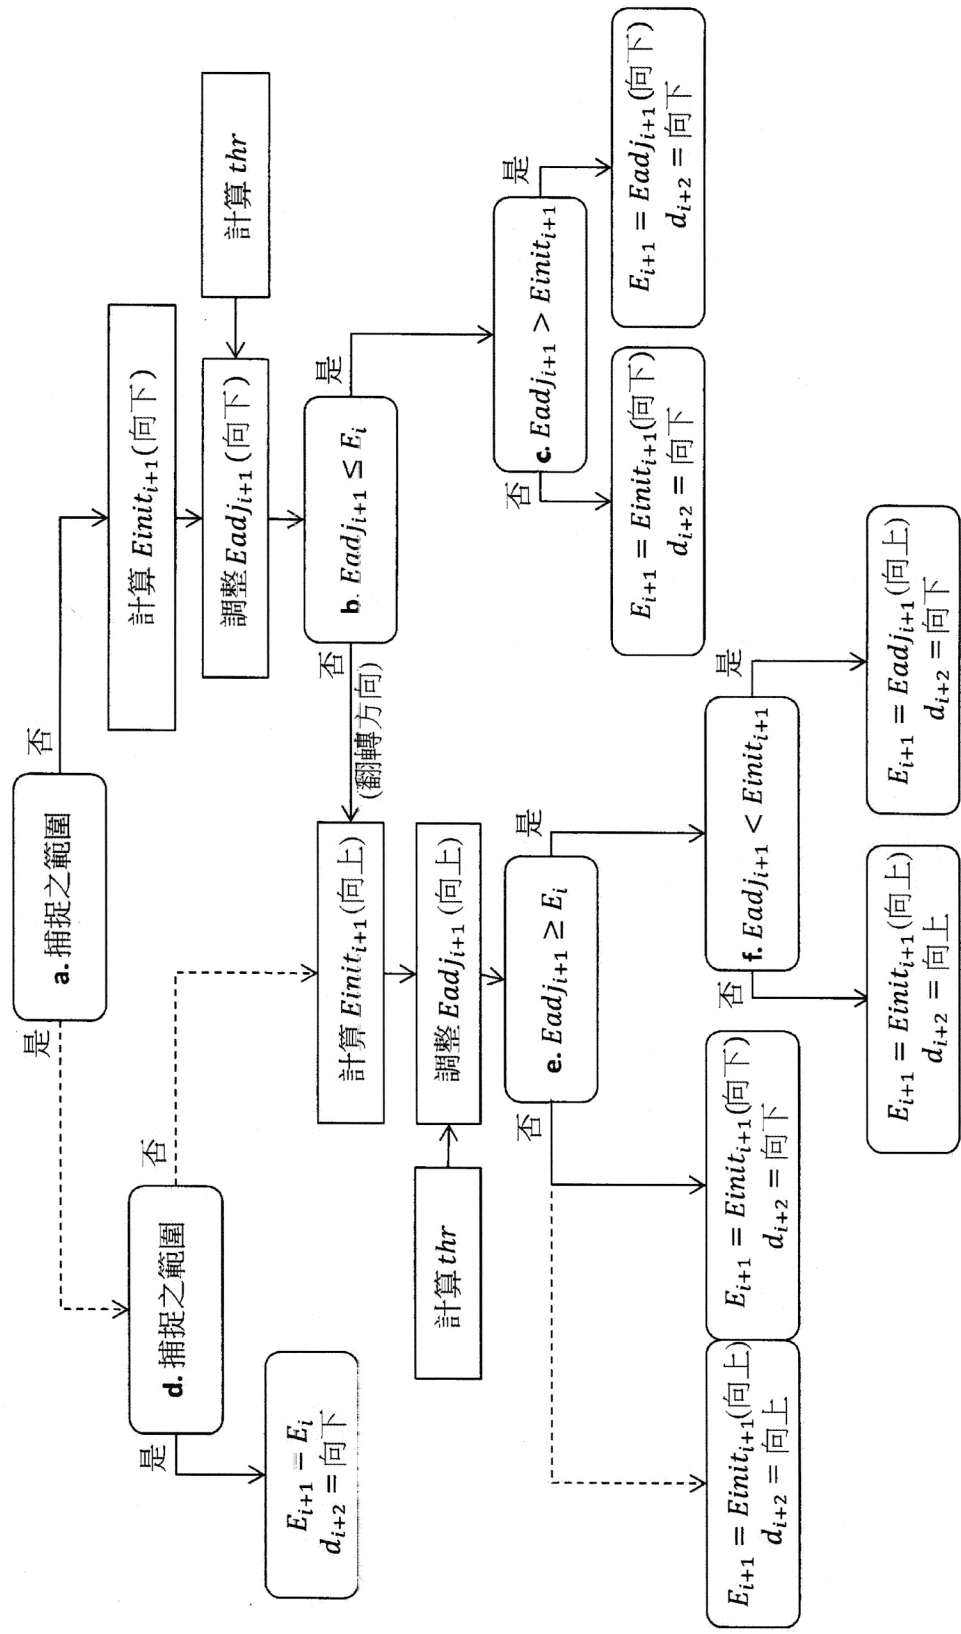 a. 捕捉之範圍
是
否
計算 Einit_{i+1}(向下)
調整 Eadj_{i+1} (向下)
計算 thr
b. Eadj_{i+1} ≤ E_i
否
(翻轉方向)
是
c. Eadj_{i+1} > Einit_{i+1}
否
是
E_{i+1} = Einit_{i+1}(向下)
d_{i+2} = 向下
E_{i+1} = Eadj_{i+1}(向下)
d_{i+2} = 向下
d. 捕捉之範圍
是
否
E_{i+1} = E_i
d_{i+2} = 向下
計算 Einit_{i+1}(向上)
調整 Eadj_{i+1} (向上)
計算 thr
e. Eadj_{i+1} ≥ E_i
否
是
E_{i+1} = Einit_{i+1}(向上)
d_{i+2} = 向上
E_{i+1} = Einit_{i+1}(向下)
d_{i+2} = 向下
f. Eadj_{i+1} < Einit_{i+1}
否
是
E_{i+1} = Einit_{i+1}(向上)
d_{i+2} = 向上
E_{i+1} = Eadj_{i+1}(向上)
d_{i+2} =向下